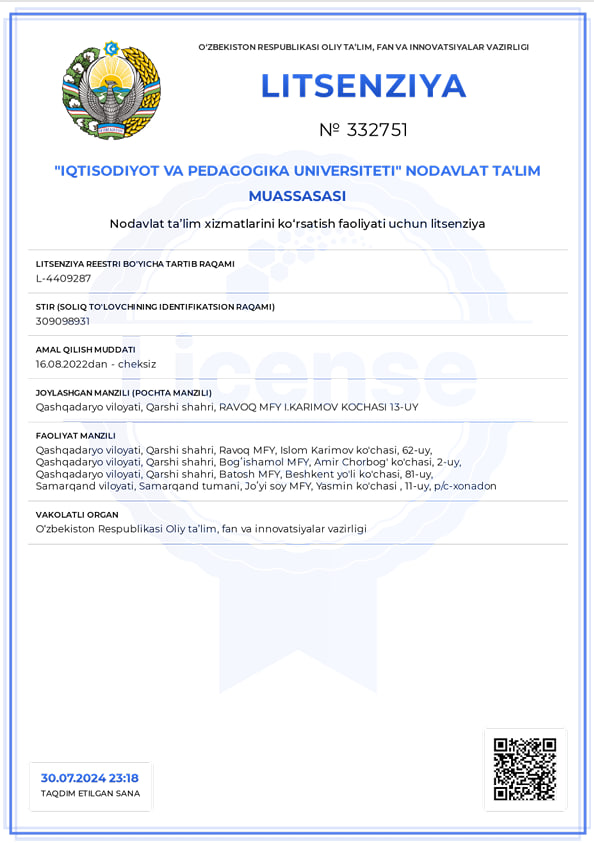 O'ZBEKISTON RESPUBLIKASI OLIY TA'LIM, FAN VA INNOVATSIYALAR VAZIRLIGI
LITSENZIYA
№ 332751
"IQTISODIYOT VA PEDAGOGIKA UNIVERSITETI" NODAVLAT TA'LIM
MUASSASASI
Nodavlat ta'lim xizmatlarini ko'rsatish faoliyati uchun litsenziya
LITSENZIYA REESTRI BO'YICHA TARTIB RAQAMI
L-4409287
STIR (SOLIQ TO'LOVCHINING IDENTIFIKATSION RAQAMI)
309098931
AMAL QILISH MUDDATI
16.08.2022dan - cheksiz
License
JOYLASHGAN MANZILI (POCHTA MANZILI)
Qashqadaryo viloyati, Qarshi shahri, RAVOQ MFY I.KARIMOV KOCHASI 13-UY
FAOLIYAT MANZILI
Qashqadaryo viloyati, Qarshi shahri, Ravoq MFY, Islom Karimov ko'chasi, 62-uy,
Qashqadaryo viloyati, Qarshi shahri, Bog'ishamol MFY, Amir Chorbog' ko'chasi, 2-uy,
Qashqadaryo viloyati, Qarshi shahri, Batosh MFY, Beshkent yo'li ko'chasi, 81-uy,
Samarqand viloyati, Samarqand tumani, Jo'yi soy MFY, Yasmin ko'chasi , 11-uy, p/c-xonadon
VAKOLATLI ORGAN
O'zbekiston Respublikasi Oliy ta'lim, fan va innovatsiyalar vazirligi
30.07.2024 23:18
TAQDIM ETILGAN SANA